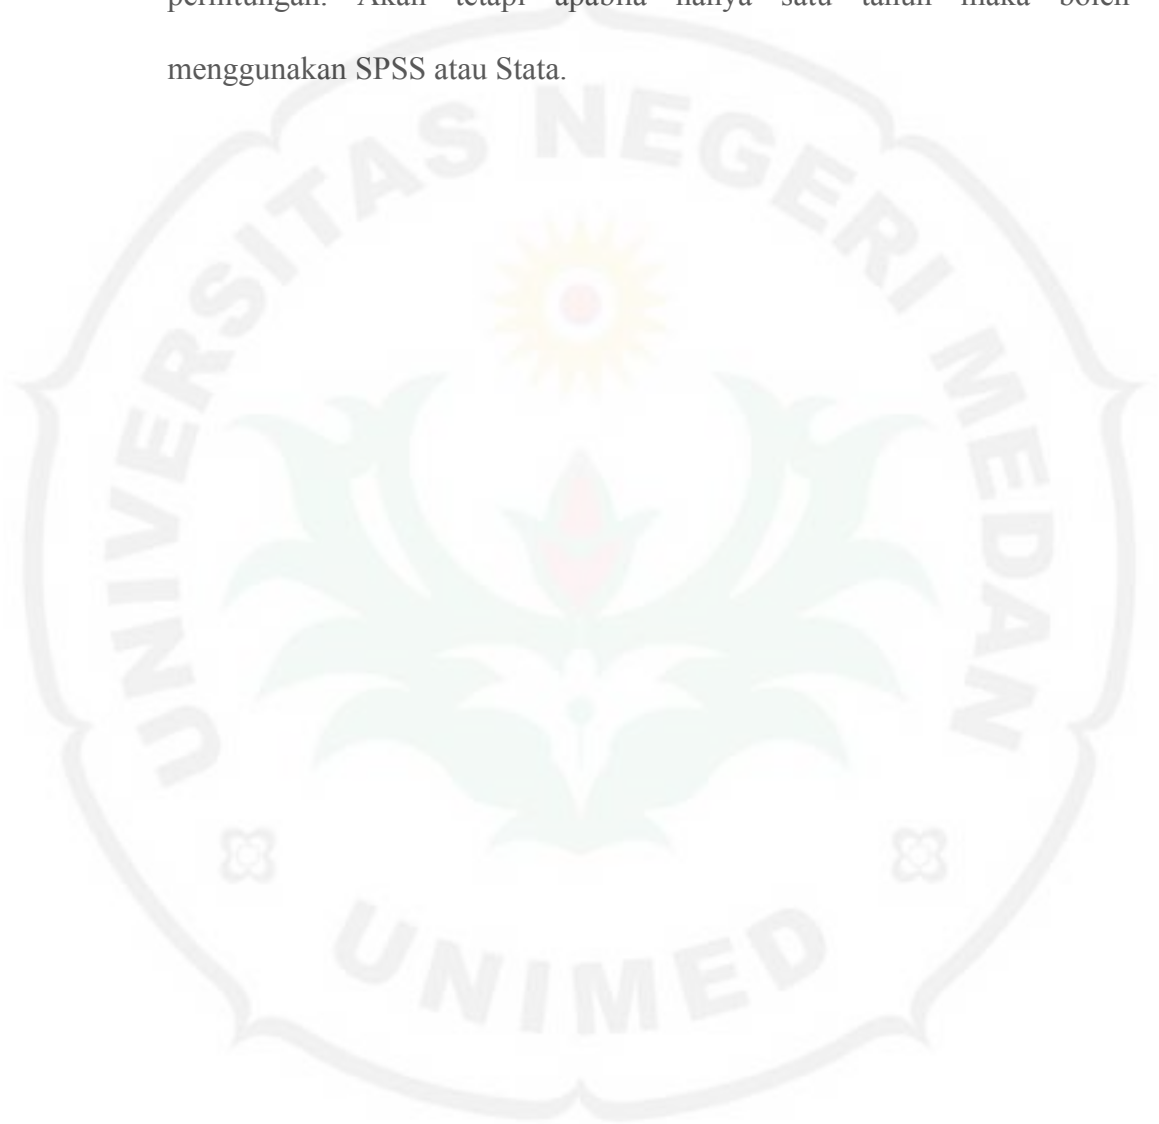 perhitungan. Akan tetapi apabila hanya satu tahun maka boleh
menggunakan SPSS atau Stata.
UNIVERSITAS NEGERI MEDAN
UNIMED